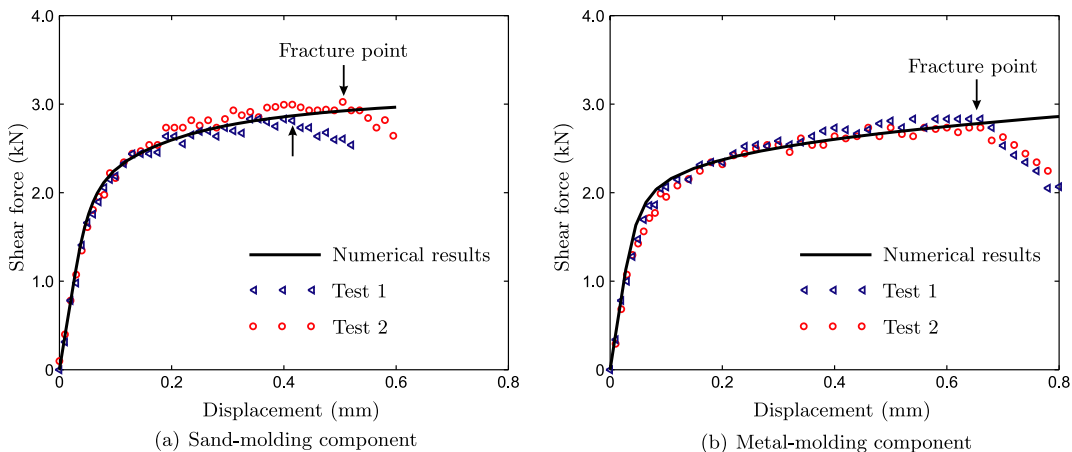 4.0
3.0
2.0
1.0
0
0 0.2 0.4 0.6 0.8
Shear force (kN)
Displacement (mm)
Fracture point
Numerical results
Test 1
Test 2
(a) Sand-molding component
4.0
3.0
2.0
1.0
0
0 0.2 0.4 0.6 0.8
Shear force (kN)
Displacement (mm)
Fracture point
Numerical results
Test 1
Test 2
(b) Metal-molding component